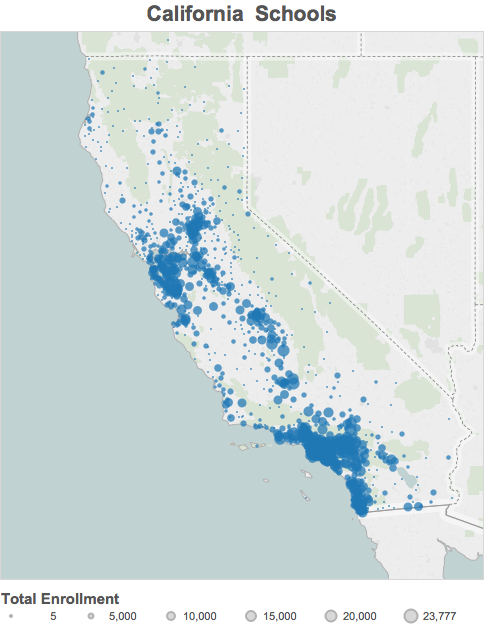 California Schools
Total Enrollment
5 5,000 10,000 15,000 20,000 23,777